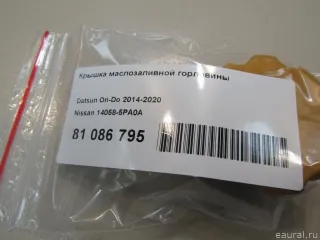 Крышка маслозаливной горловины
Datsun On-Do 2014-2020
Nissan 14058-5PA0A
81 086 795
eaural.ru